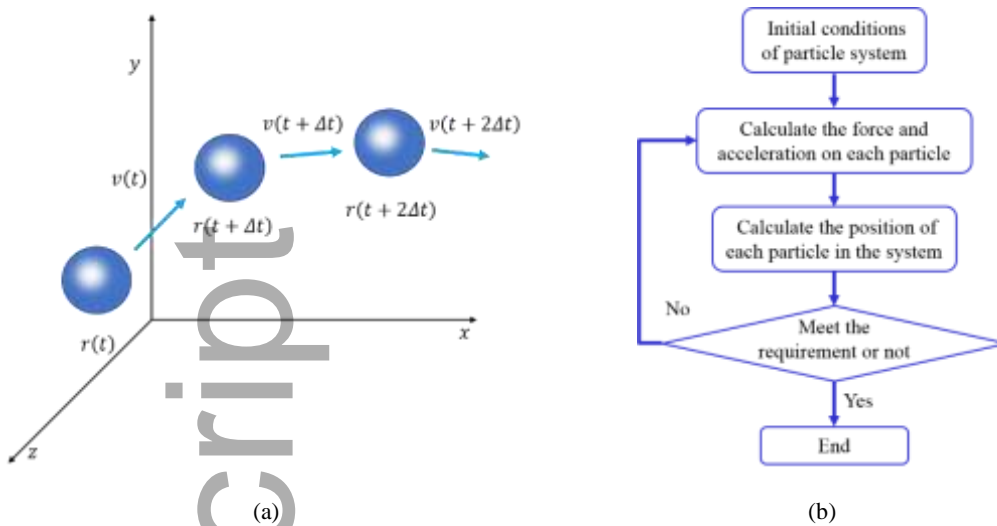 y
v(t + Δt)
v(t + 2Δt)
v(t)
r(t + Δt)
r(t + 2Δt)
r(t)
x
z
cript
(a)
Initial conditions
of particle system
Calculate the force and
acceleration on each particle
Calculate the position of
each particle in the system
No
Meet the
requirement or not
Yes
End
(b)